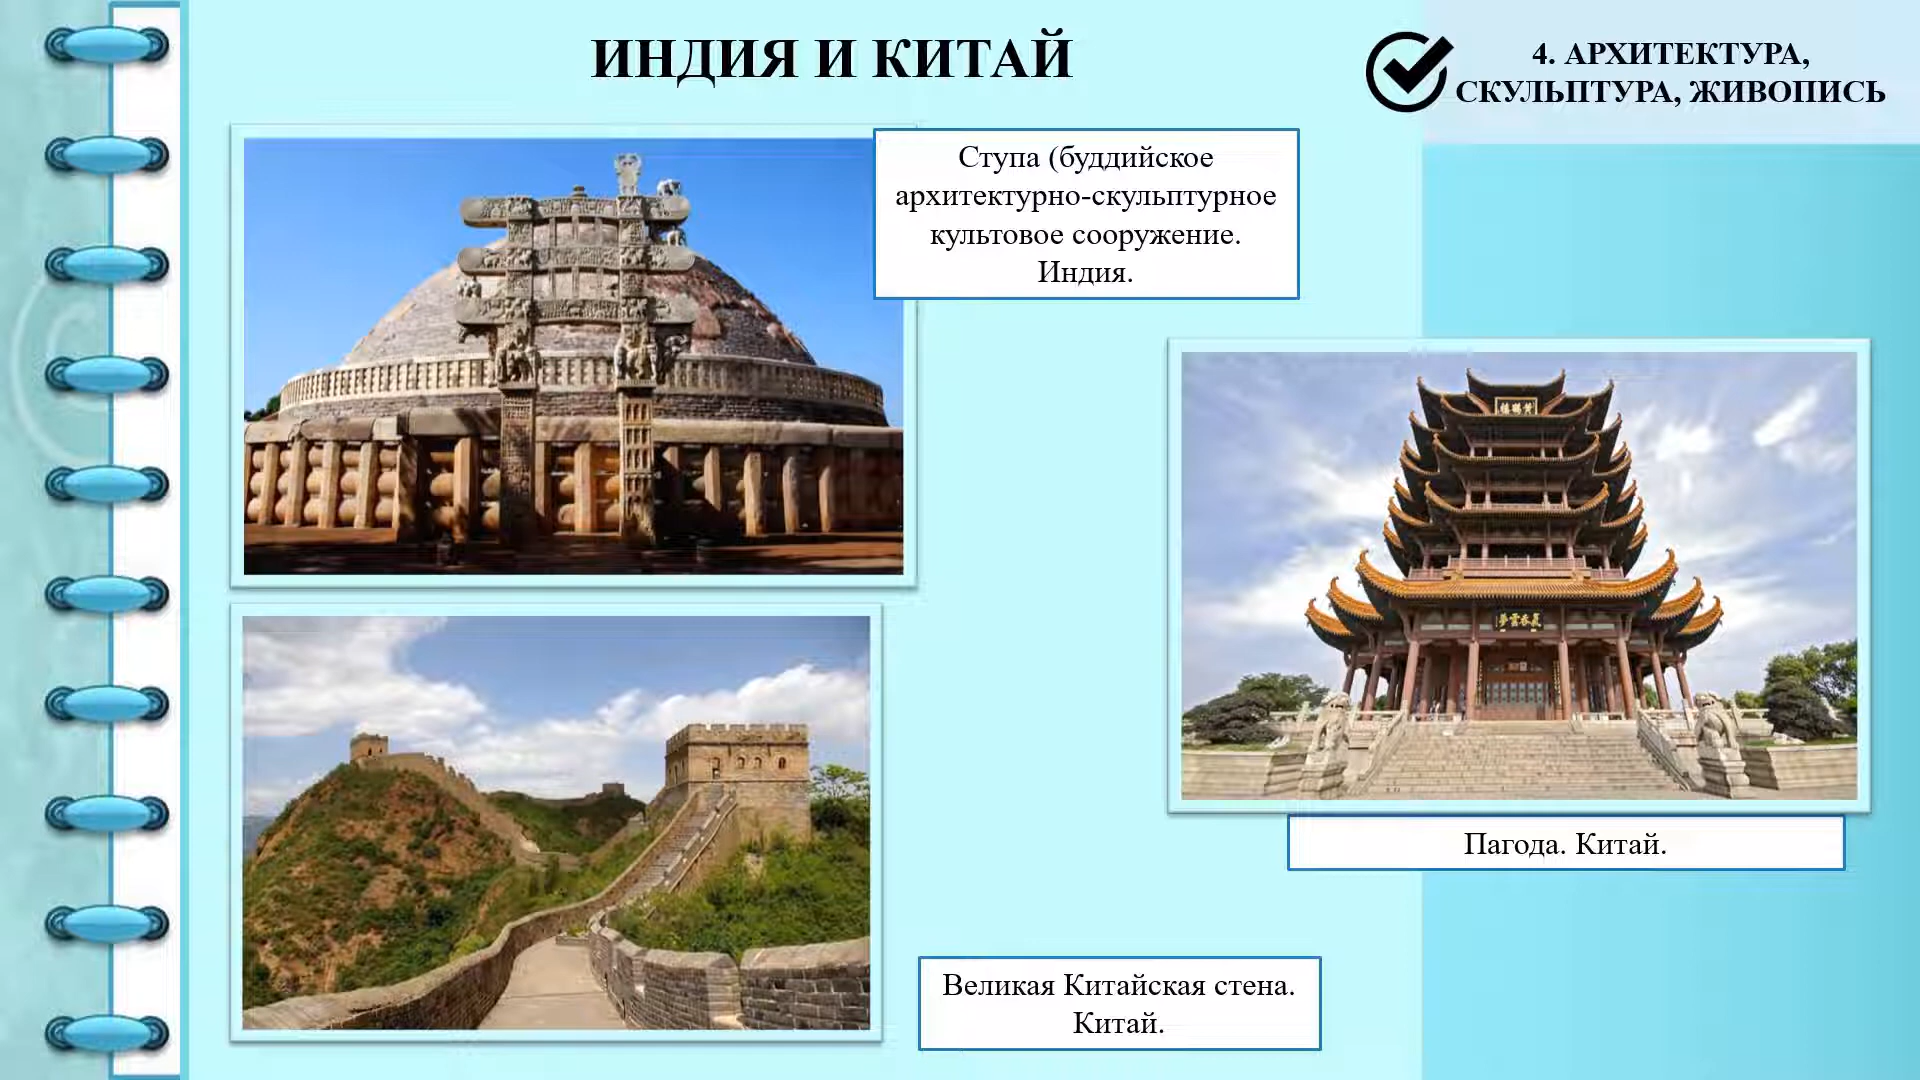 ИНДИЯ И КИТАЙ
4. АРХИТЕКТУРА,
СКУЛЬПТУРА, ЖИВОПИСЬ
Ступа (буддийское
архитектурно-скульптурное
культовое сооружение.
Индия.
Пагода. Китай.
Великая Китайская стена.
Китай.